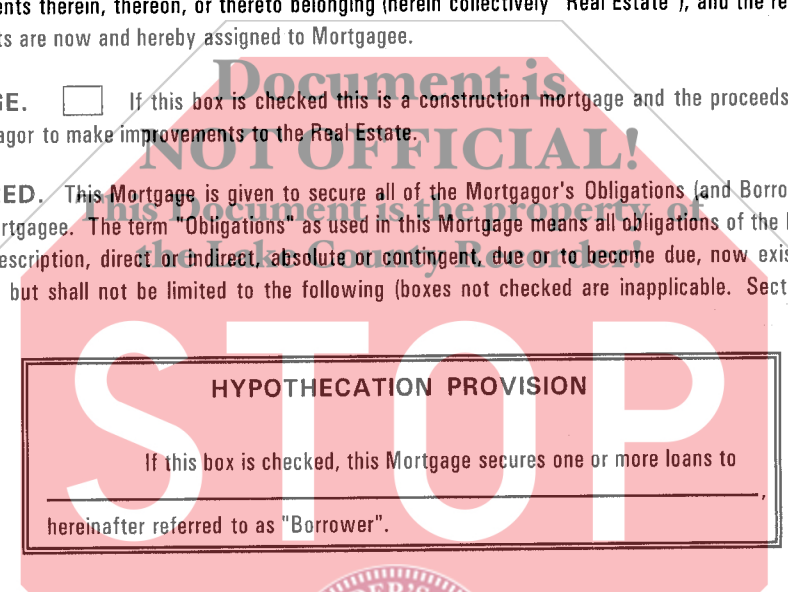 ents therein, thereon, or thereto belonging (herein collectively "Real Estate"), and the re
ts are now and hereby assigned to Mortgagee.
Document is
GE. If this box is checked this is a construction mortgage and the proceeds
agor to make improvements to the Real Estate.
NOT OFFICIAL!
ED. This Mortgage is given to secure all of the Mortgagor's Obligations (and Borro
This Document is the property of
rtgagee. The term "Obligations" as used in this Mortgage means all obligations of the
the Lake County Recorder!
escription, direct or indirect, absolute or contingent, due or to become due, now exis
but shall not be limited to the following (boxes not checked are inapplicable. Sect
STOP
HYPOTHECATION PROVISION
If this box is checked, this Mortgage secures one or more loans to
,
hereinafter referred to as "Borrower".